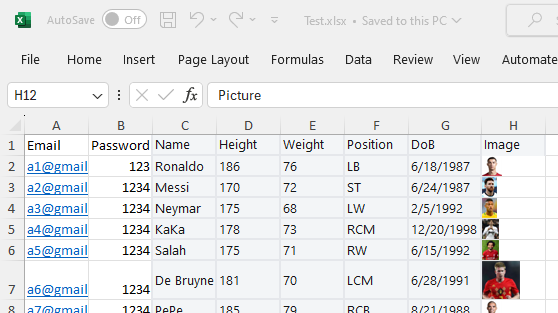 AutoSave Off Test.xlsx • Saved to this PC
File Home Insert Page Layout Formulas Data Review View Automate
H12 fx Picture
A B C D E F G H
1 Email Password Name Height Weight Position DoB Image
2 a1@gmail 123 Ronaldo 186 76 LB 6/18/1987
3 a2@gmail 1234 Messi 170 72 ST 6/24/1987
4 a3@gmail 1234 Neymar 175 68 LW 2/5/1992
5 a4@gmail 1234 KaKa 178 73 RCM 12/20/1998
6 a5@gmail 1234 Salah 175 71 RW 6/15/1992
7 a6@gmail 1234 De Bruyne 181 70 LCM 6/28/1991
8 a7@gmail 1234 PePe 185 79 RCB 8/21/1988